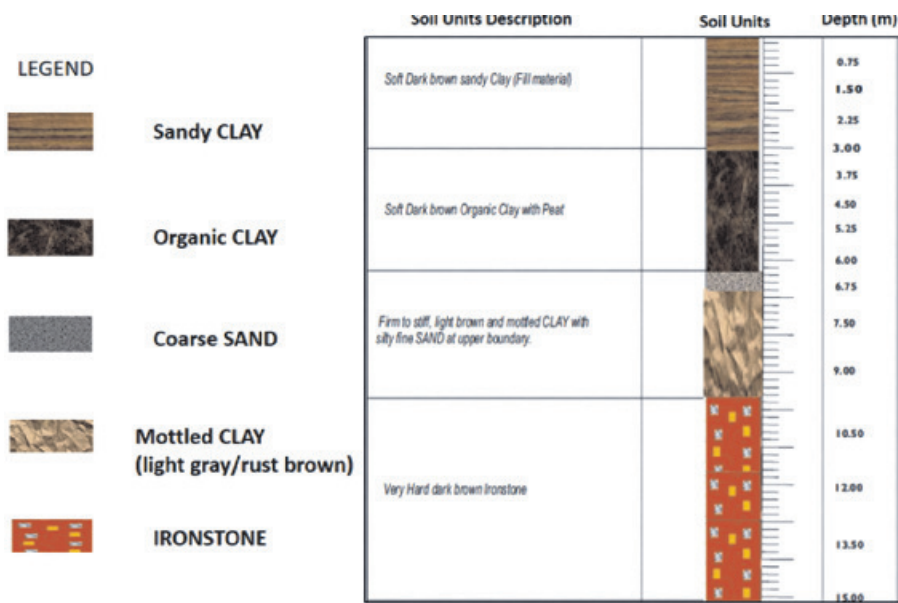 Soil Units Description
Soil Units
Depth (m)
LEGEND
Sandy CLAY
Organic CLAY
Coarse SAND
Mottled CLAY
(light gray/rust brown)
IRONSTONE
Soft Dark brown sandy Clay (Fill material)
Soft Dark brown Organic Clay with Peat
Firm to stiff, light brown and mottled CLAY with
silty fine SAND at upper boundary.
Very Hard dark brown Ironstone
0.75
1.50
2.25
3.00
3.75
4.50
5.25
6.00
6.75
7.50
9.00
10.50
12.00
13.50
15.00